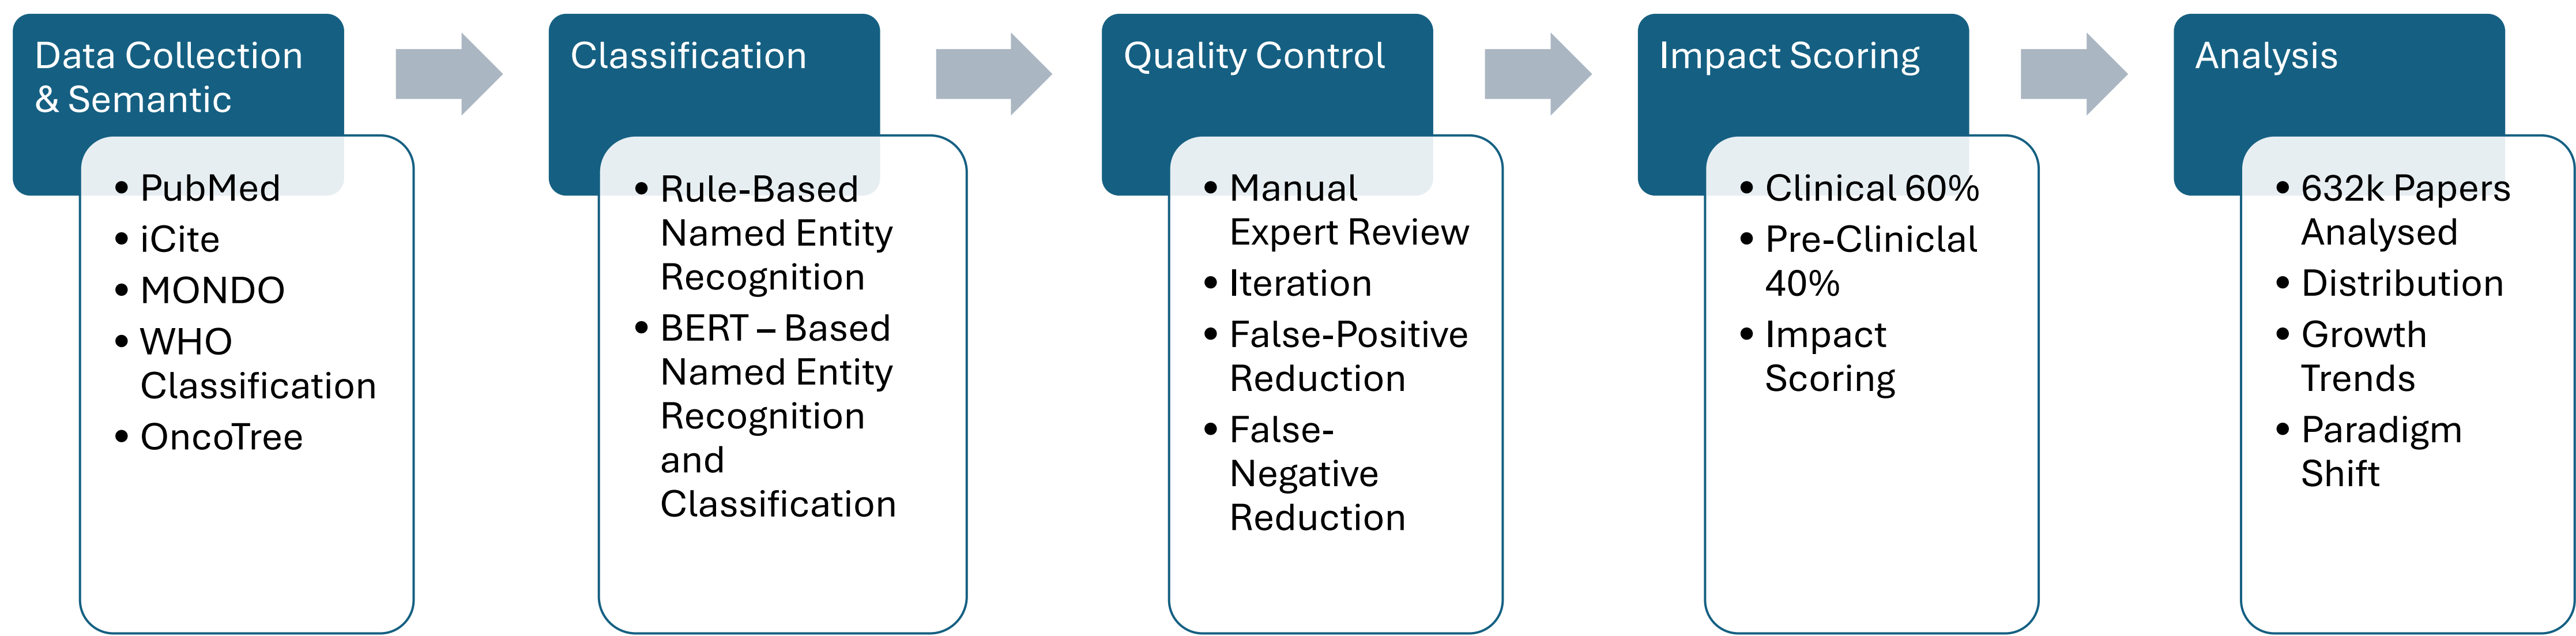 Data Collection
& Semantic
• PubMed
• iCite
• MONDO
• WHO
Classification
• OncoTree
Classification
• Rule-Based
Named Entity
Recognition
• BERT – Based
Named Entity
Recognition
and
Classification
Quality Control
• Manual
Expert Review
• Iteration
• False-Positive
Reduction
• False-
Negative
Reduction
Impact Scoring
• Clinical 60%
• Pre-Cliniclal
40%
• Impact
Scoring
Analysis
• 632k Papers
Analysed
• Distribution
• Growth
Trends
• Paradigm
Shift